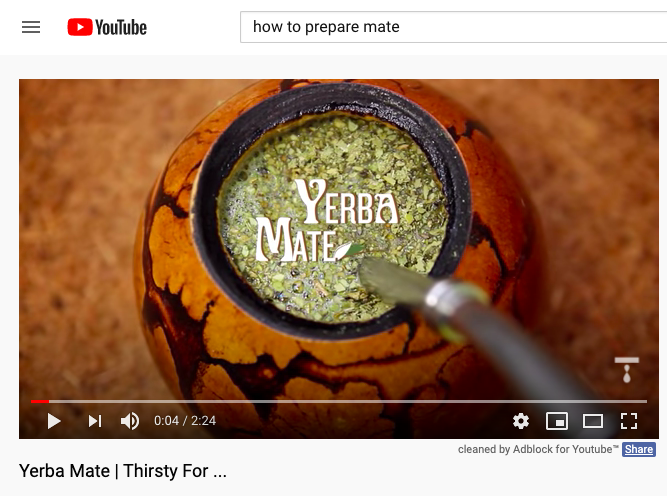 YouTube
how to prepare mate
YERBA
MATE
0:04 / 2:24
cleaned by Adblock for Youtube™ Share
Yerba Mate | Thirsty For ...